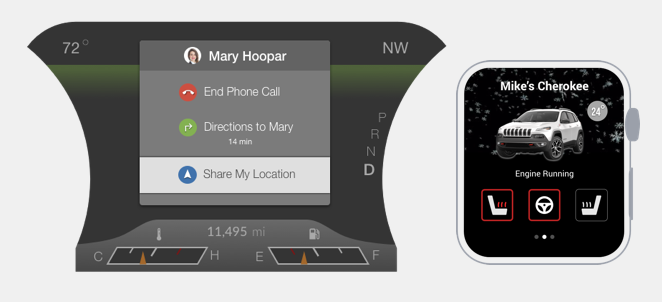 72°
NW
Mary Hoopar
End Phone Call
Directions to Mary
14 min
Share My Location
P
R
N
D
11,495 mi
C H
E F
Mike's Cherokee
24°
Engine Running